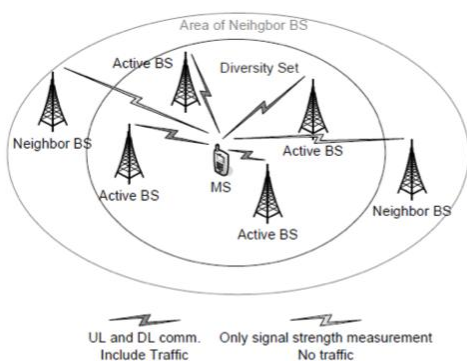 Area of Neihgbor BS
Active BS
Diversity Set
Neighbor BS
Active BS
MS
Active BS
Active BS
Neighbor BS
UL and DL comm.
Include Traffic
Only signal strength measurement
No traffic